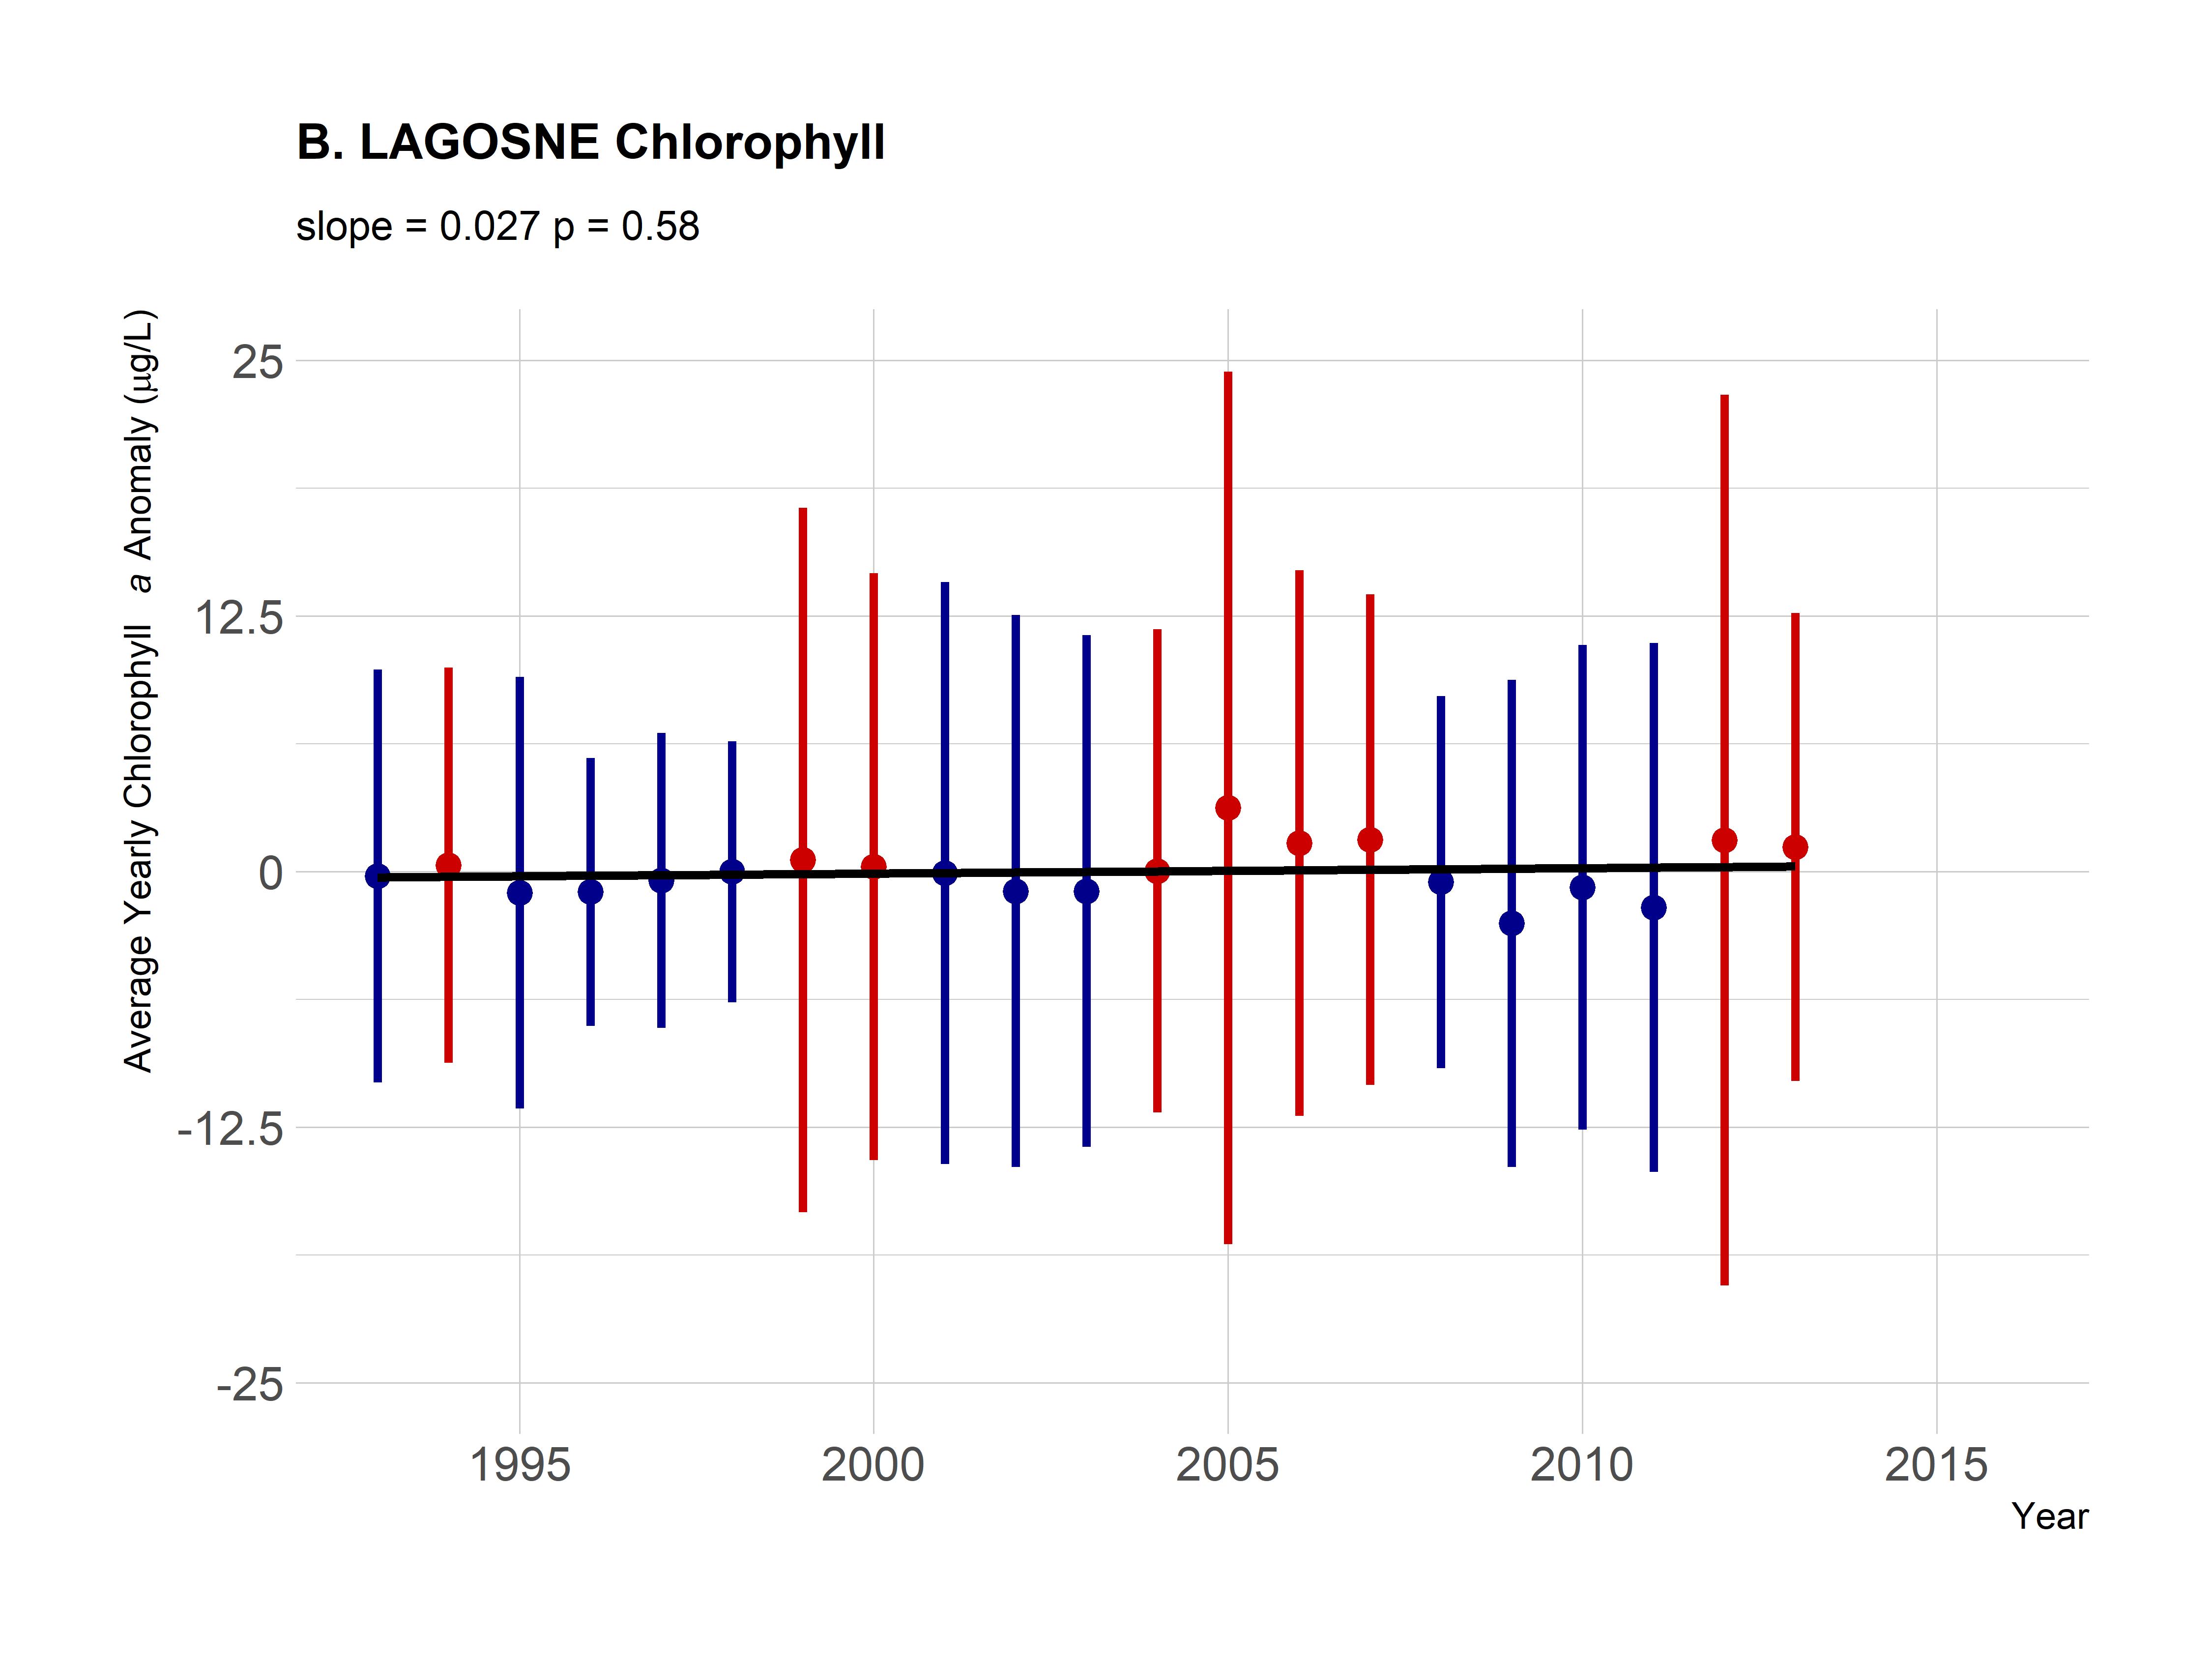 B. LAGOSNE Chlorophyll
slope = 0.027 p = 0.58
Average Yearly Chlorophyll a Anomaly (μg/L)
25
12.5
0
-12.5
-25
1995 2000 2005 2010 2015
Year